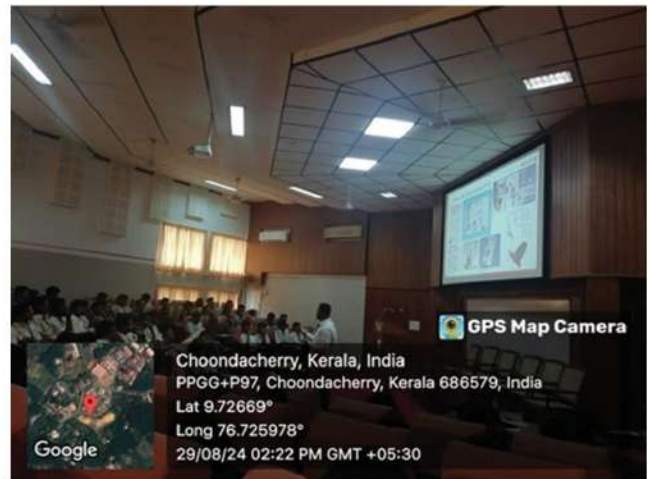 GPS Map Camera
Choondacherry, Kerala, India
PPGG+P97, Choondacherry, Kerala 686579, India
Lat 9.72669°
Long 76.725978°
29/08/24 02:22 PM GMT +05:30
Google